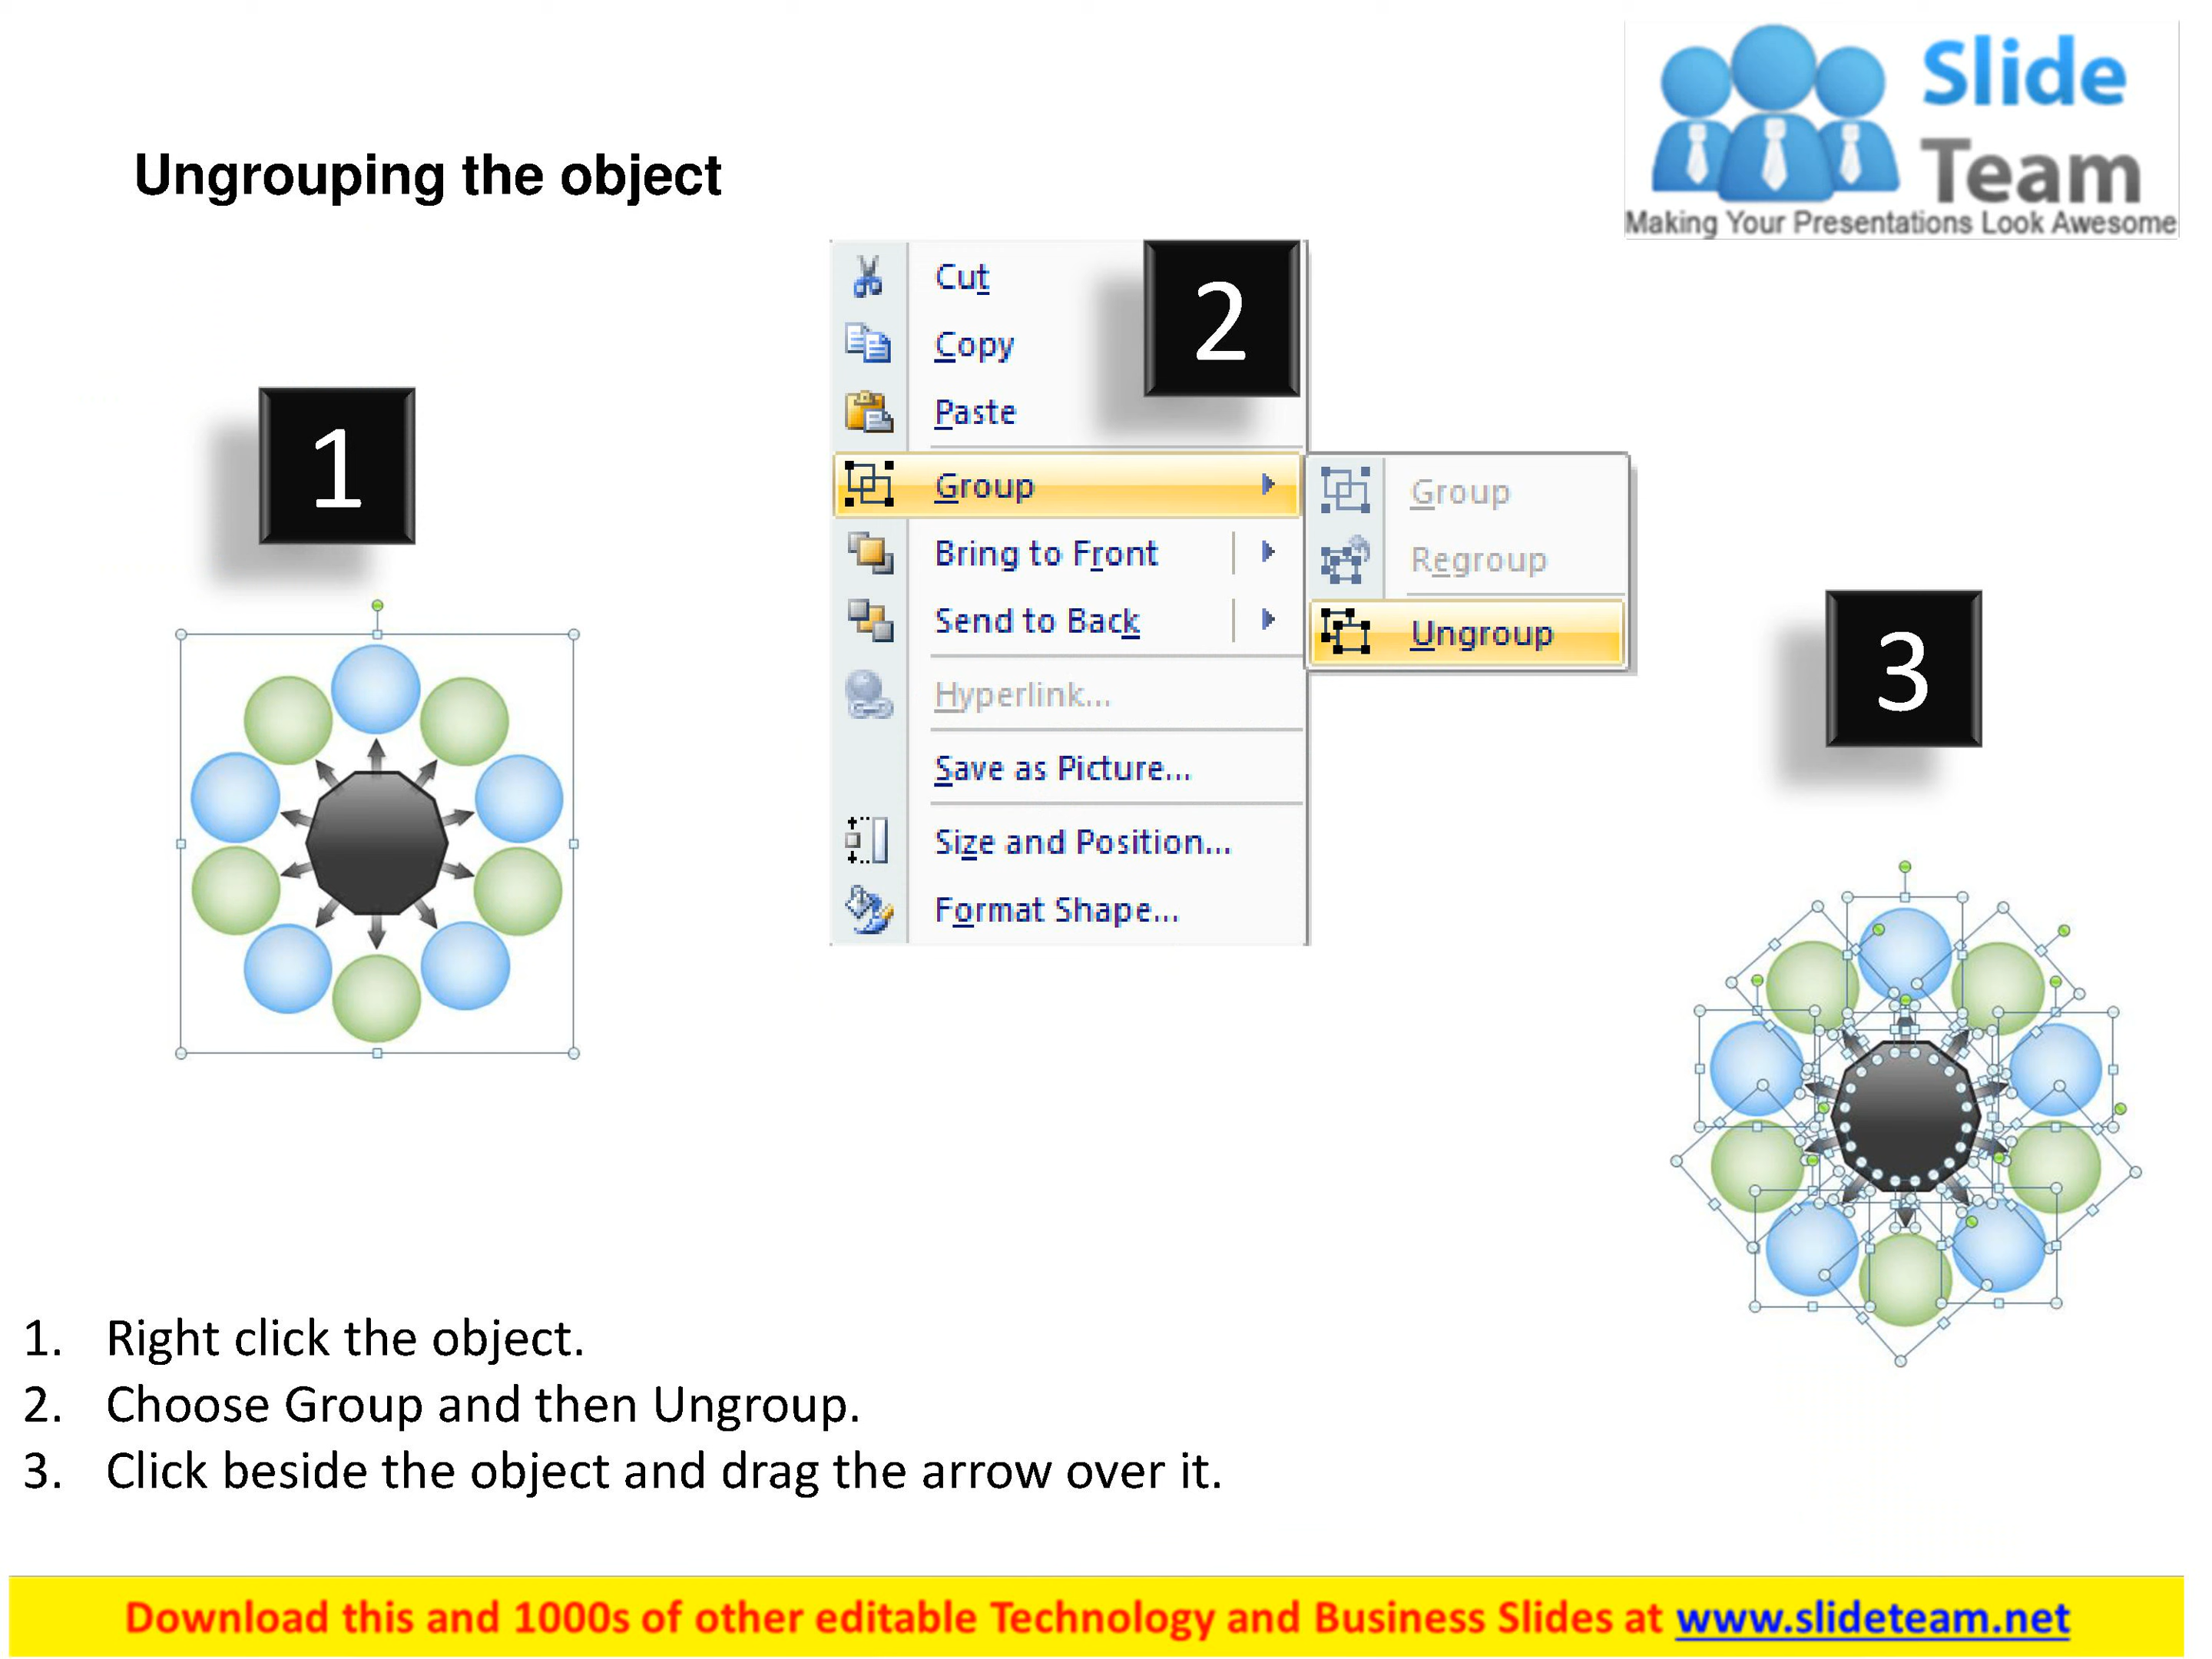 Slide
Team
Making Your Presentations Look Awesome
Ungrouping the object
1
2
Cut
Copy
Paste
Group
Bring to Front
Send to Back
Hyperlink...
Save as Picture...
Size and Position...
Format Shape...
Group
Regroup
Ungroup
3
1. Right click the object.
2. Choose Group and then Ungroup.
3. Click beside the object and drag the arrow over it.
Download this and 1000s of other editable Technology and Business Slides at www.slideteam.net